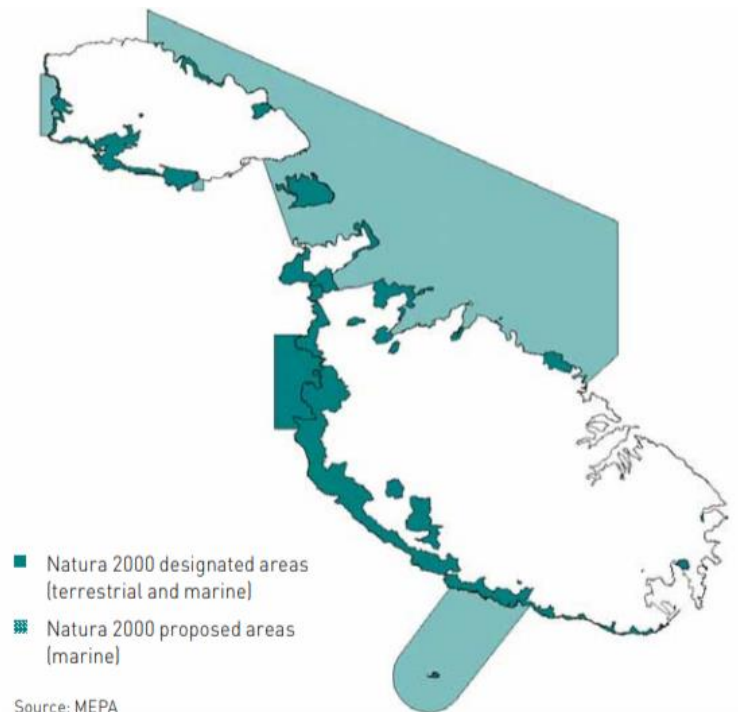 Natura 2000 designated areas
(terrestrial and marine)
Natura 2000 proposed areas
(marine)
Source: MEPA